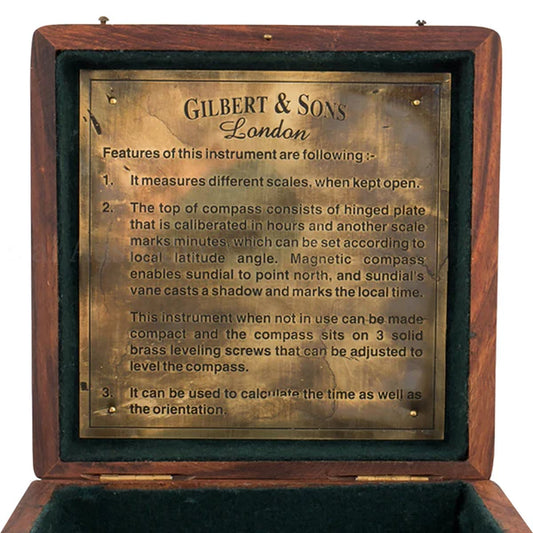 GILBERT & SONS
London
Features of this instrument are following :-
1. It measures different scales, when kept open.
2. The top of compass consists of hinged plate
that is caliberated in hours and another scale
marks minutes, which can be set according to
local latitude angle. Magnetic compass
enables sundial to point north, and sundial's
vane casts a shadow and marks the local time.
This instrument when not in use can be made
compact and the compass sits on 3 solid
brass leveling screws that can be adjusted to
level the compass.
3. It can be used to calculate the time as well as
the orientation.